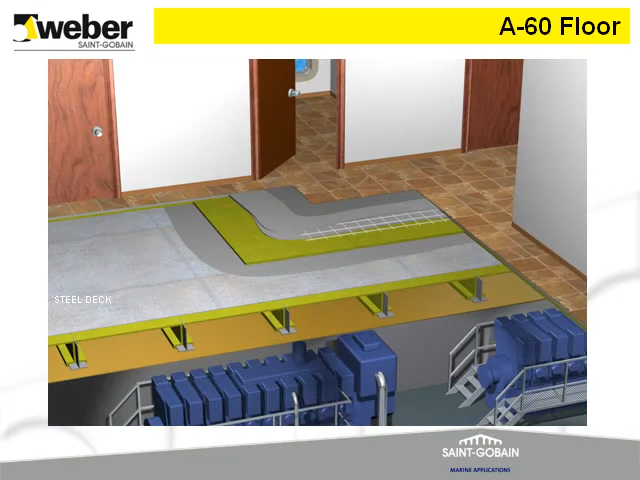 weber
SAINT-GOBAIN
A-60 Floor
STEEL DECK
SAINT-GOBAIN
MARINE APPLICATIONS